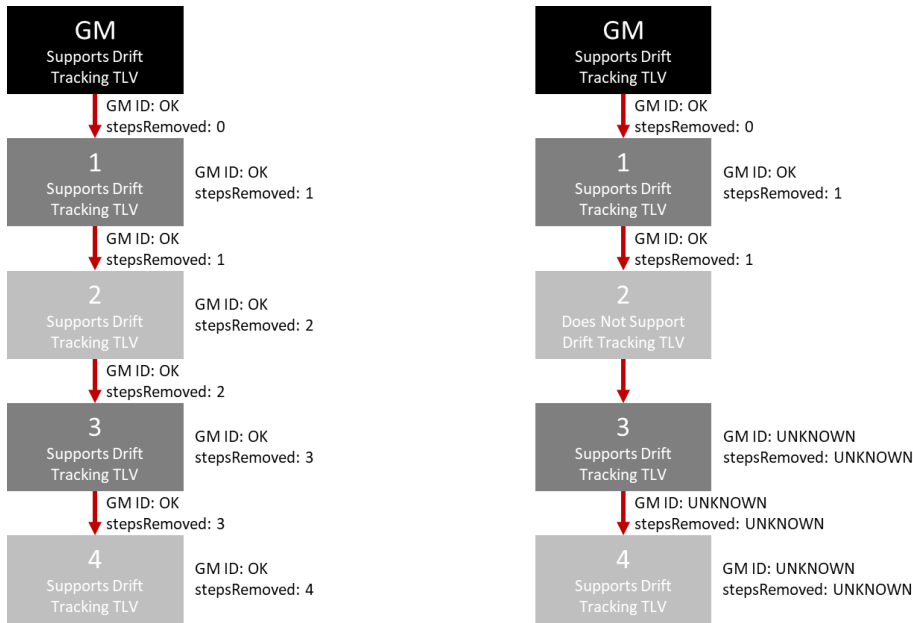 GM
Supports Drift
Tracking TLV
GM ID: OK
stepsRemoved: 0
1
Supports Drift
Tracking TLV
GM ID: OK
stepsRemoved: 1
GM ID: OK
stepsRemoved: 1
2
Supports Drift
Tracking TLV
GM ID: OK
stepsRemoved: 2
GM ID: OK
stepsRemoved: 2
3
Supports Drift
Tracking TLV
GM ID: OK
stepsRemoved: 3
GM ID: OK
stepsRemoved: 3
4
Supports Drift
Tracking TLV
GM ID: OK
stepsRemoved: 4
GM
Supports Drift
Tracking TLV
GM ID: OK
stepsRemoved: 0
1
Supports Drift
Tracking TLV
GM ID: OK
stepsRemoved: 1
GM ID: OK
stepsRemoved: 1
2
Does Not Support
Drift Tracking TLV
3
Supports Drift
Tracking TLV
GM ID: UNKNOWN
stepsRemoved: UNKNOWN
GM ID: UNKNOWN
stepsRemoved: UNKNOWN
4
Supports Drift
Tracking TLV
GM ID: UNKNOWN
stepsRemoved: UNKNOWN